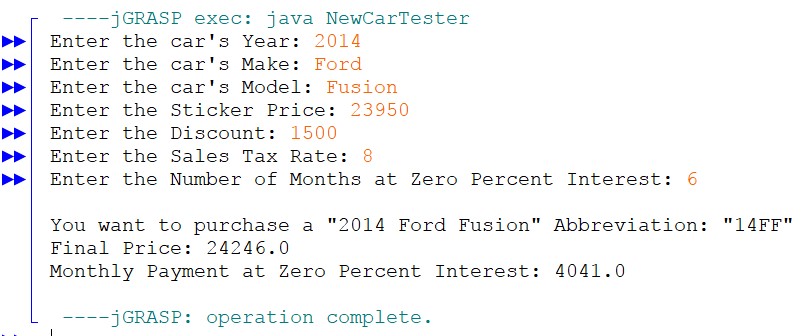 ----jGRASP exec: java NewCarTester
Enter the car's Year: 2014
Enter the car's Make: Ford
Enter the car's Model: Fusion
Enter the Sticker Price: 23950
Enter the Discount: 1500
Enter the Sales Tax Rate: 8
Enter the Number of Months at Zero Percent Interest: 6
You want to purchase a "2014 Ford Fusion" Abbreviation: "14FF"
Final Price: 24246.0
Monthly Payment at Zero Percent Interest: 4041.0
----jGRASP: operation complete.